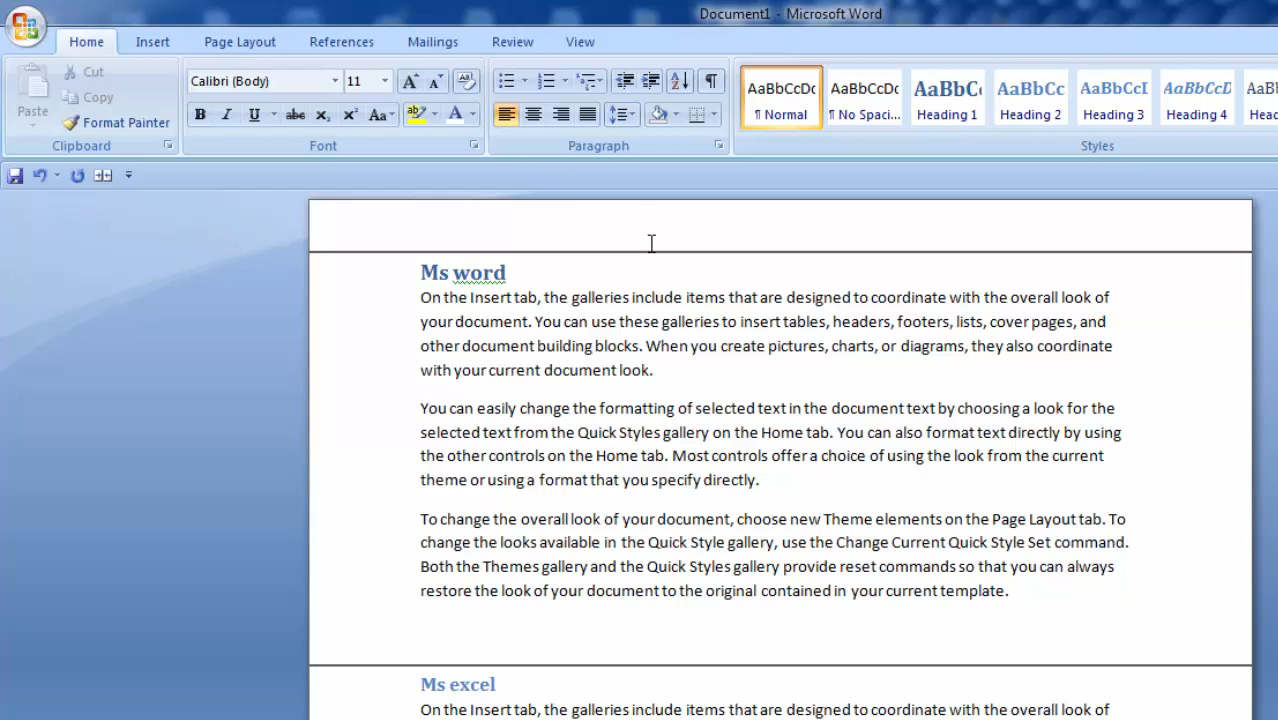 Document1 - Microsoft Word
Home Insert Page Layout References Mailings Review View
Cut
Copy
Paste
Format Painter
Clipboard
Calibri (Body) 11
Font
Paragraph
AaBbCcDc AaBbCcDc AaBbC AaBbCc AaBbCcI AaBbCcD AaBb
¶ Normal ¶ No Spaci... Heading 1 Heading 2 Heading 3 Heading 4 Head
Styles
Ms word
On the Insert tab, the galleries include items that are designed to coordinate with the overall look of
your document. You can use these galleries to insert tables, headers, footers, lists, cover pages, and
other document building blocks. When you create pictures, charts, or diagrams, they also coordinate
with your current document look.
You can easily change the formatting of selected text in the document text by choosing a look for the
selected text from the Quick Styles gallery on the Home tab. You can also format text directly by using
the other controls on the Home tab. Most controls offer a choice of using the look from the current
theme or using a format that you specify directly.
To change the overall look of your document, choose new Theme elements on the Page Layout tab. To
change the looks available in the Quick Style gallery, use the Change Current Quick Style Set command.
Both the Themes gallery and the Quick Styles gallery provide reset commands so that you can always
restore the look of your document to the original contained in your current template.
Ms excel
On the Insert tab, the galleries include items that are designed to coordinate with the overall look of